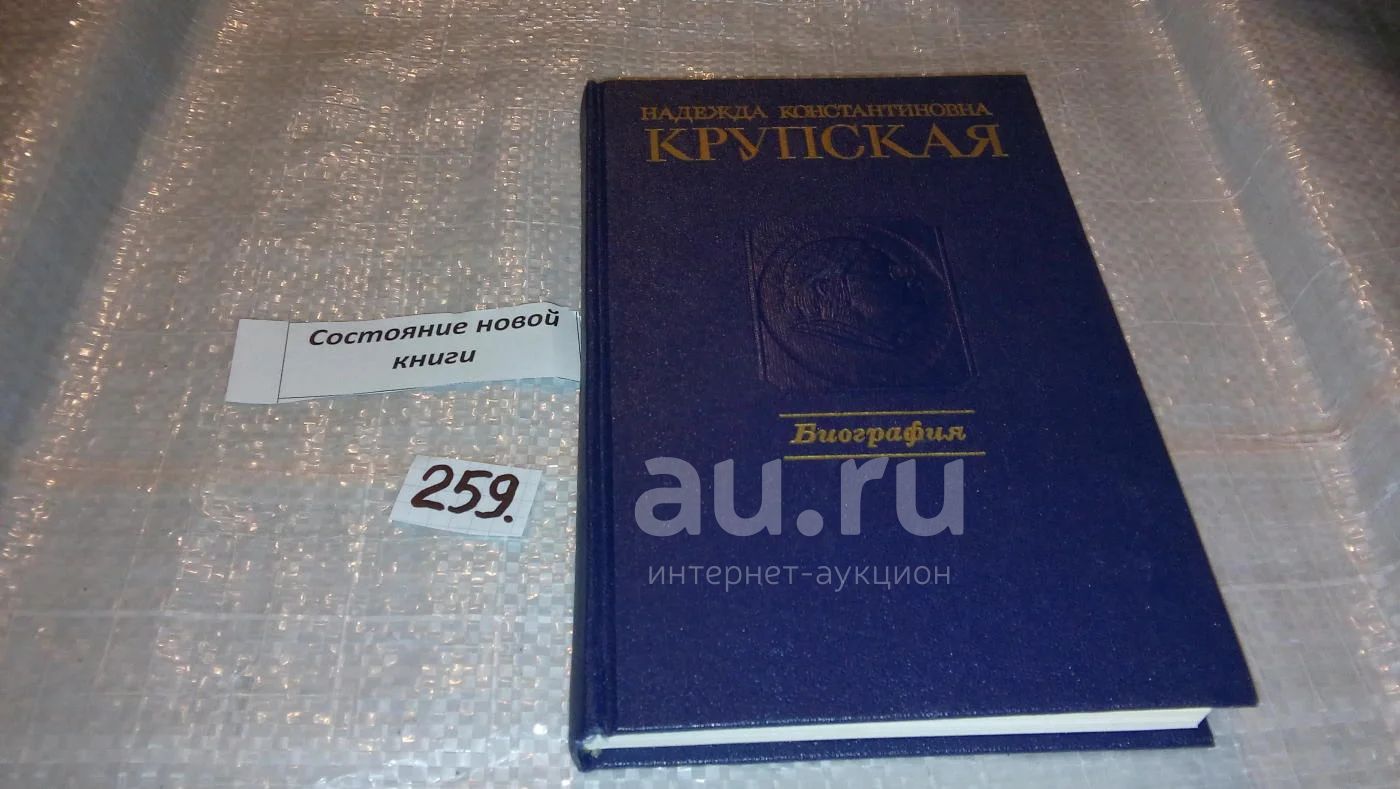 НАДЕЖДА КОНСТАНТИНОВНА
КРУПСКАЯ
Состояние новой
книги
Биография
259.
au.ru
интернет-аукцион